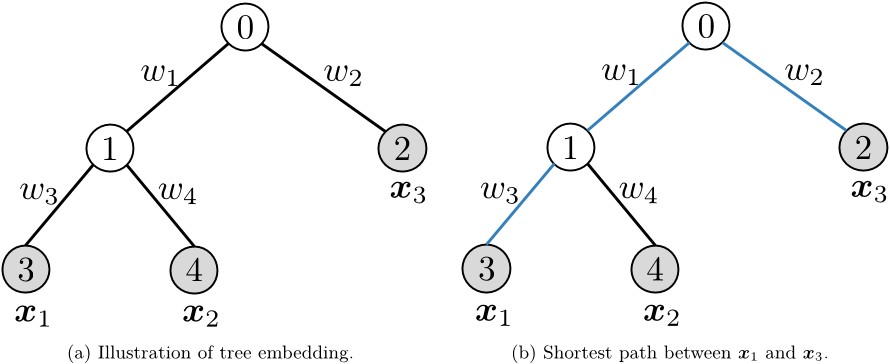 0 0
w₁ w₂ w₁ w₂
1 2 1 2
x₃ x₃
w₃ w₄ w₃ w₄
3 4 3 4
x₁ x₂ x₁ x₂
(a) Illustration of tree embedding. (b) Shortest path between x₁ and x₃.